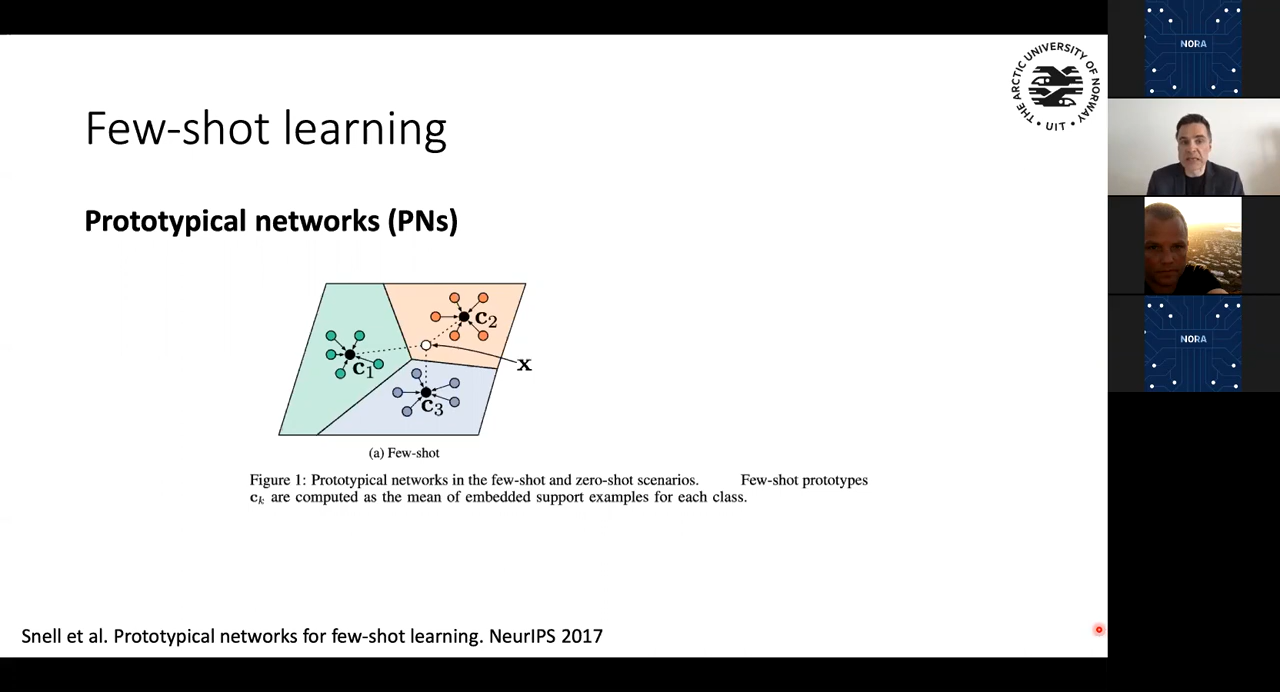 THE ARCTIC UNIVERSITY OF NORWAY
• UIT •
Few-shot learning
Prototypical networks (PNs)
c2
c1
x
c3
(a) Few-shot
Figure 1: Prototypical networks in the few-shot and zero-shot scenarios. Few-shot prototypes
ck are computed as the mean of embedded support examples for each class.
Snell et al. Prototypical networks for few-shot learning. NeurIPS 2017
NORA
NORA